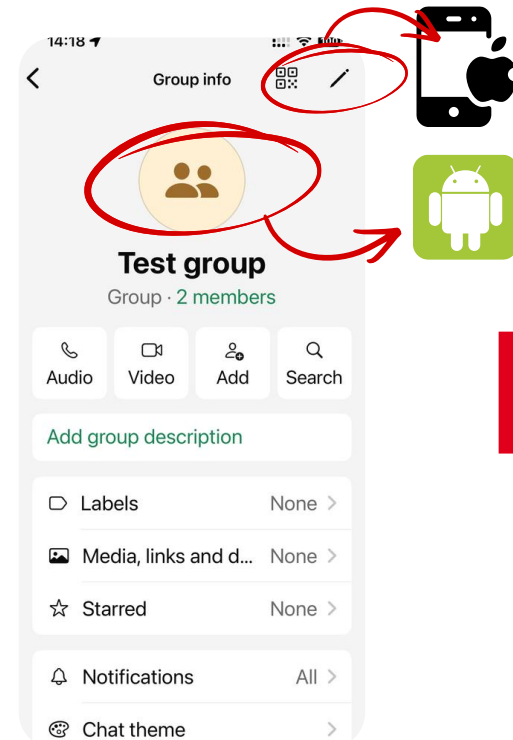 14:18
Group info
Test group
Group · 2 members
Audio Video Add Search
Add group description
Labels None
Media, links and d... None
Starred None
Notifications All
Chat theme